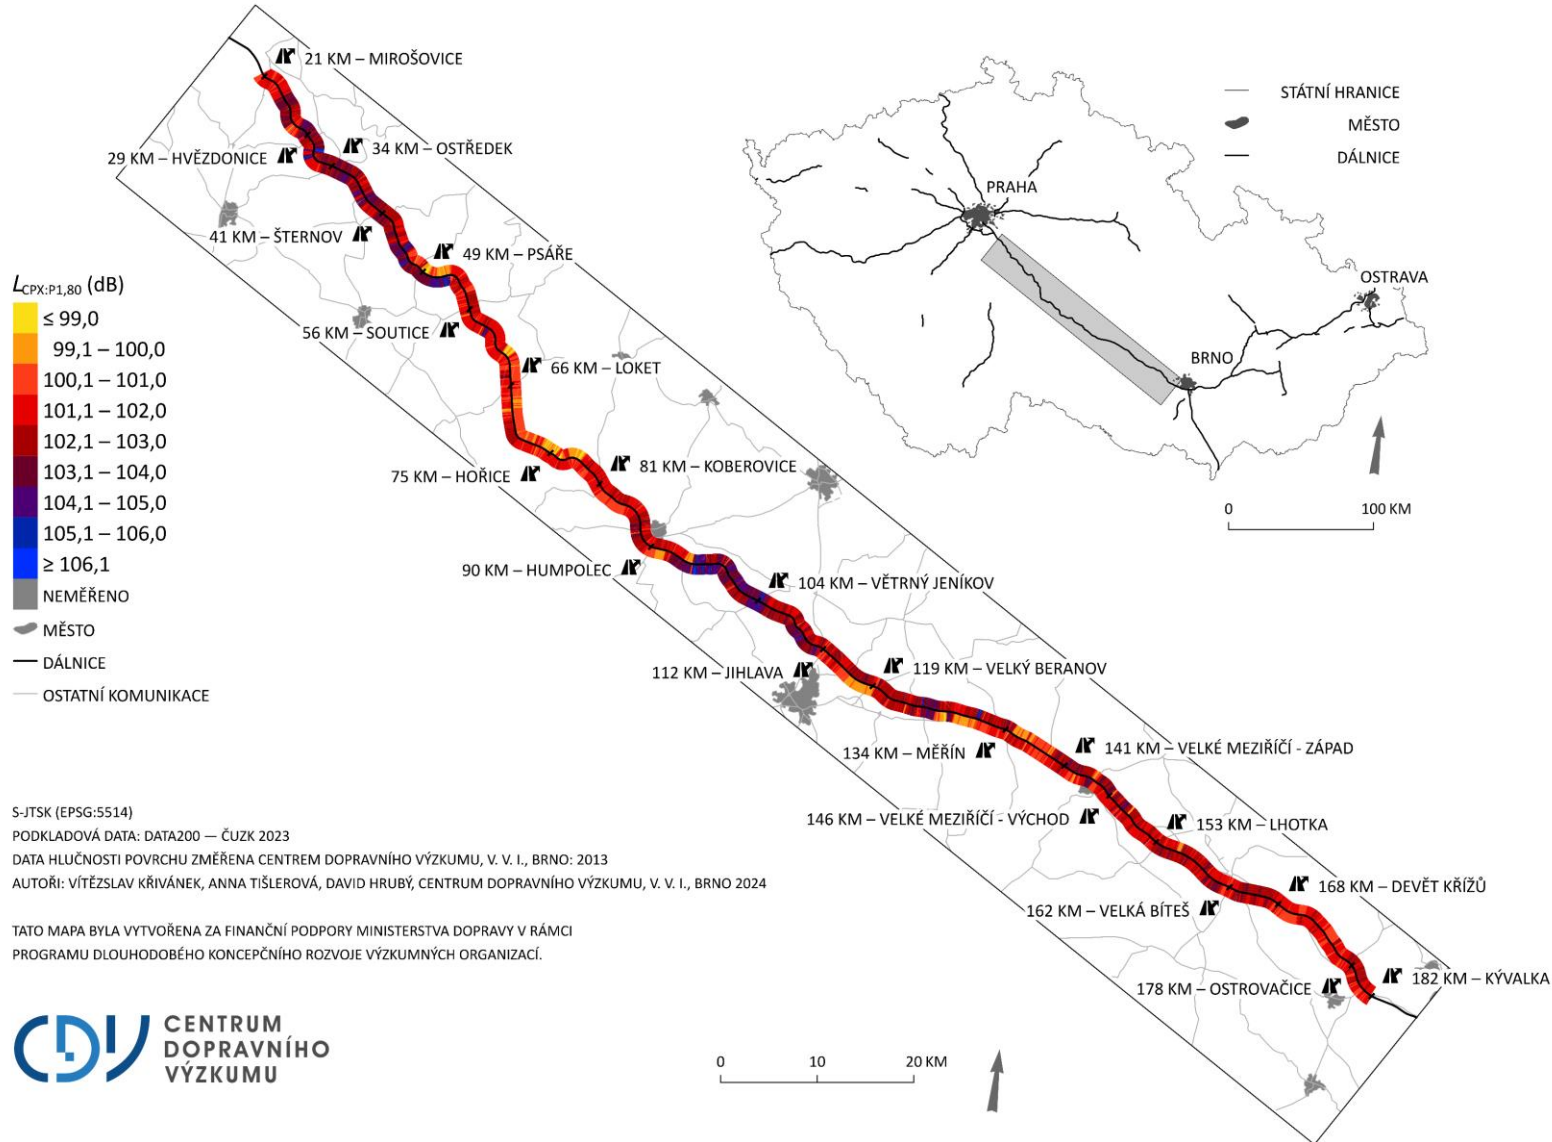 21 KM – MIROŠOVICE
29 KM – HVĚZDONICE
34 KM – OSTŘEDEK
41 KM – ŠTERNOV
49 KM – PSÁŘE
56 KM – SOUTICE
66 KM – LOKET
75 KM – HOŘICE
81 KM – KOBEROVICE
90 KM – HUMPOLEC
104 KM – VĚTRNÝ JENÍKOV
112 KM – JIHLAVA
119 KM – VELKÝ BERANOV
134 KM – MĚŘÍN
141 KM – VELKÉ MEZIŘÍČÍ - ZÁPAD
146 KM – VELKÉ MEZIŘÍČÍ - VÝCHOD
153 KM – LHOTKA
162 KM – VELKÁ BÍTEŠ
168 KM – DEVĚT KŘÍŽŮ
178 KM – OSTROVAČICE
182 KM – KÝVALKA
STÁTNÍ HRANICE
MĚSTO
DÁLNICE
PRAHA
OSTRAVA
BRNO
0 100 KM
LCPX:P1,80 (dB)
≤ 99,0
99,1 – 100,0
100,1 – 101,0
101,1 – 102,0
102,1 – 103,0
103,1 – 104,0
104,1 – 105,0
105,1 – 106,0
≥ 106,1
NEMĚŘENO
MĚSTO
DÁLNICE
OSTATNÍ KOMUNIKACE
S-JTSK (EPSG:5514)
PODKLADOVÁ DATA: DATA200 — ČUZK 2023
DATA HLUČNOSTI POVRCHU ZMĚŘENA CENTREM DOPRAVNÍHO VÝZKUMU, V. V. I., BRNO: 2013
AUTOŘI: VÍTĚZSLAV KŘIVÁNEK, ANNA TIŠLEROVÁ, DAVID HRUBÝ, CENTRUM DOPRAVNÍHO VÝZKUMU, V. V. I., BRNO 2024
TATO MAPA BYLA VYTVOŘENA ZA FINANČNÍ PODPORY MINISTERSTVA DOPRAVY V RÁMCI
PROGRAMU DLOUHODOBÉHO KONCEPČNÍHO ROZVOJE VÝZKUMNÝCH ORGANIZACÍ.
CDV
CENTRUM
DOPRAVNÍHO
VÝZKUMU
0 10 20 KM